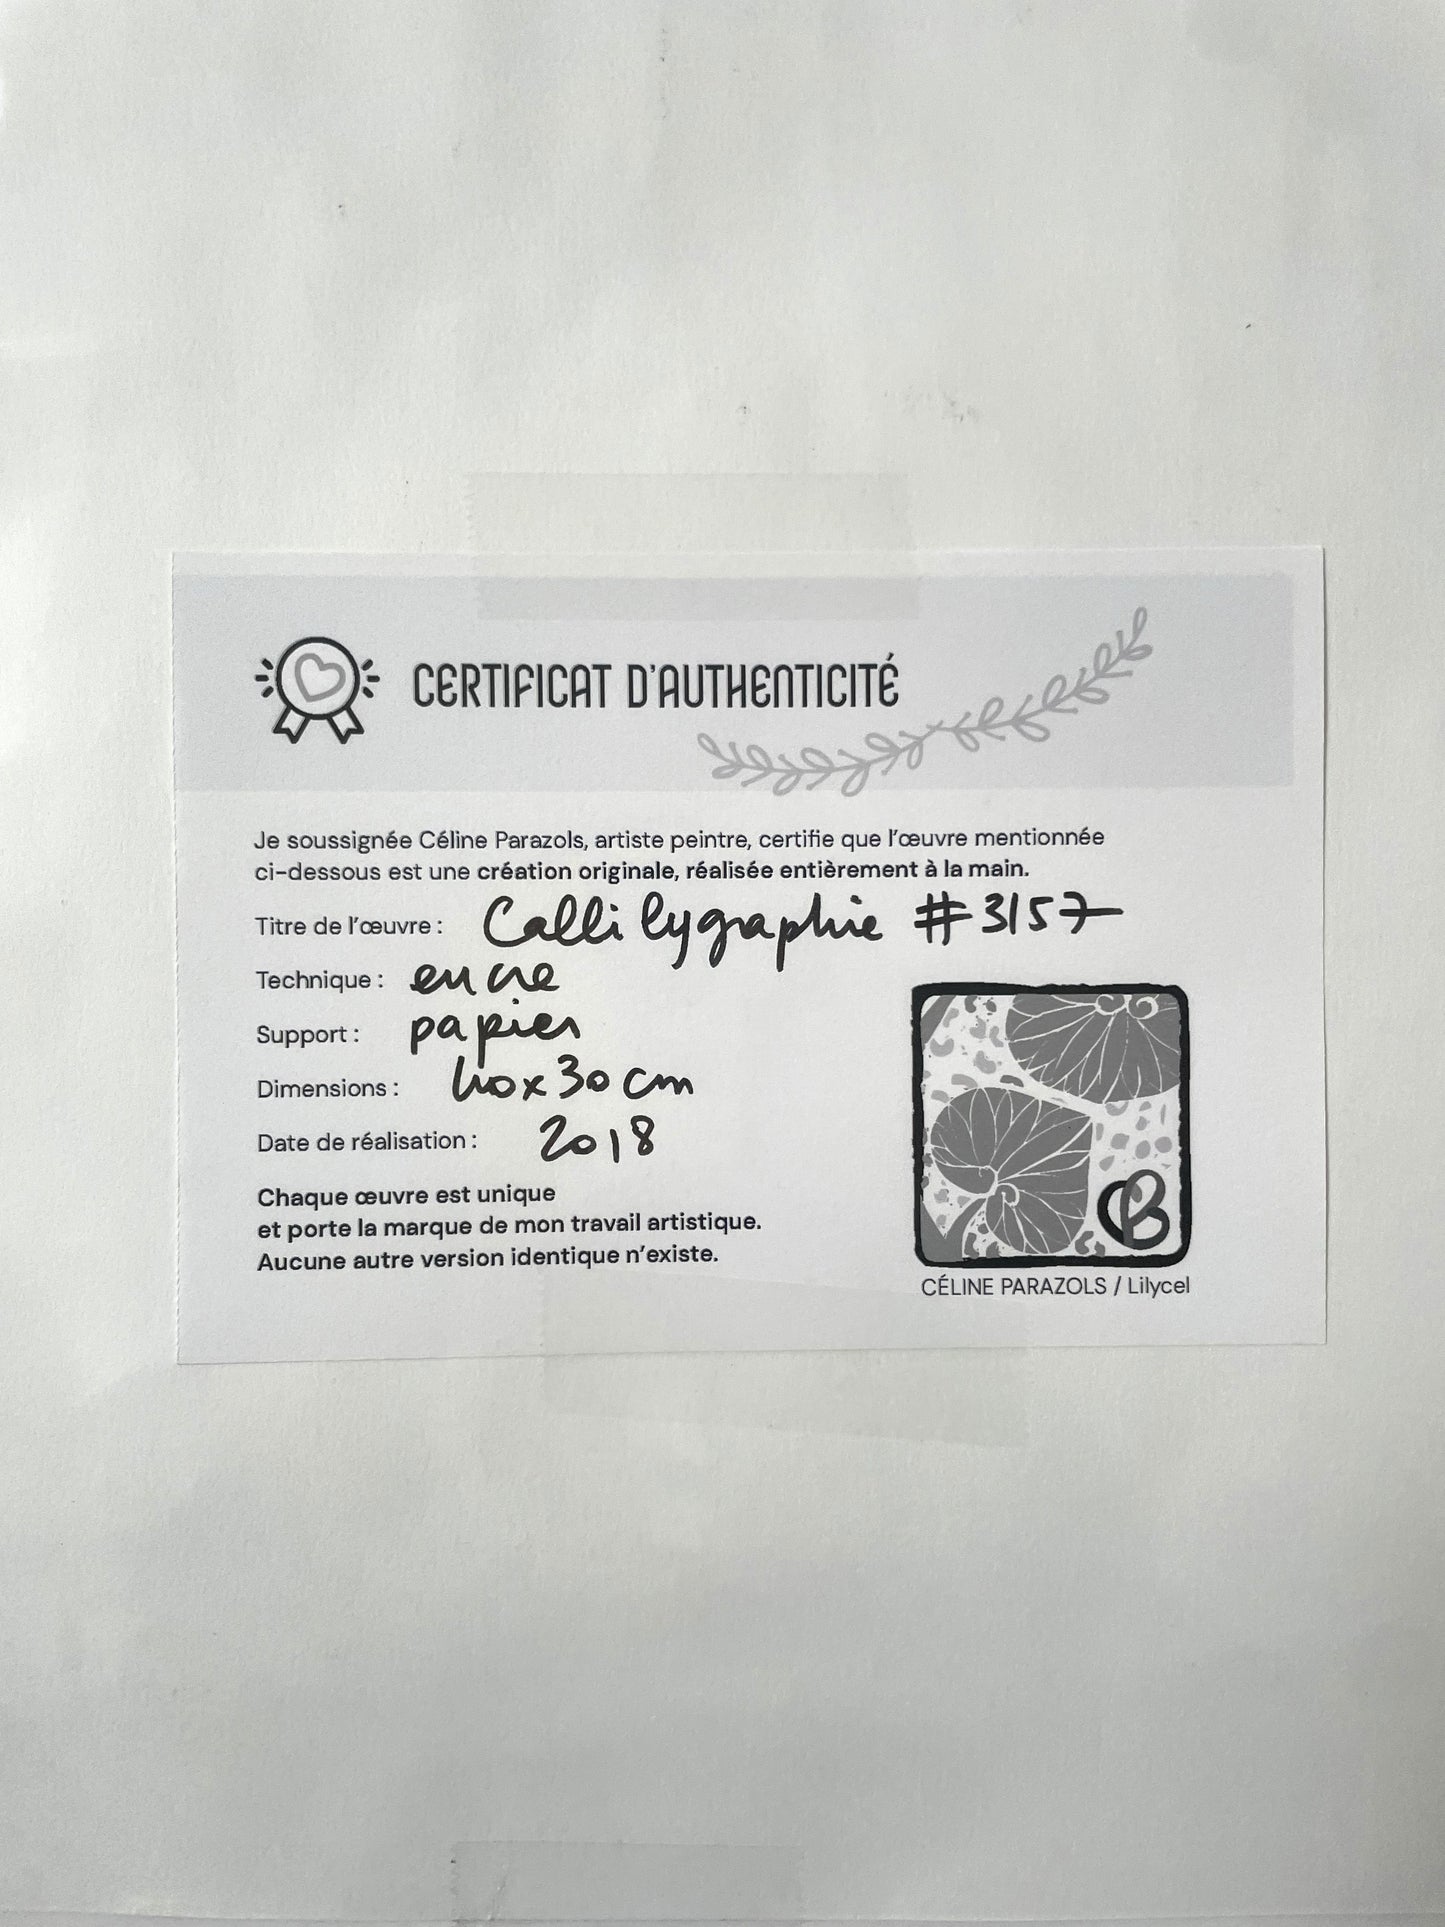 CERTIFICAT D'AUTHENTICITÉ
Je soussignée Céline Parazols, artiste peintre, certifie que l'œuvre mentionnée
ci-dessous est une création originale, réalisée entièrement à la main.
Titre de l'œuvre : Callilygraphie #3157
Technique : encre
Support : papier
Dimensions : 40x30cm
Date de réalisation : 2018
Chaque œuvre est unique
et porte la marque de mon travail artistique.
Aucune autre version identique n'existe.
CÉLINE PARAZOLS / Lilycel